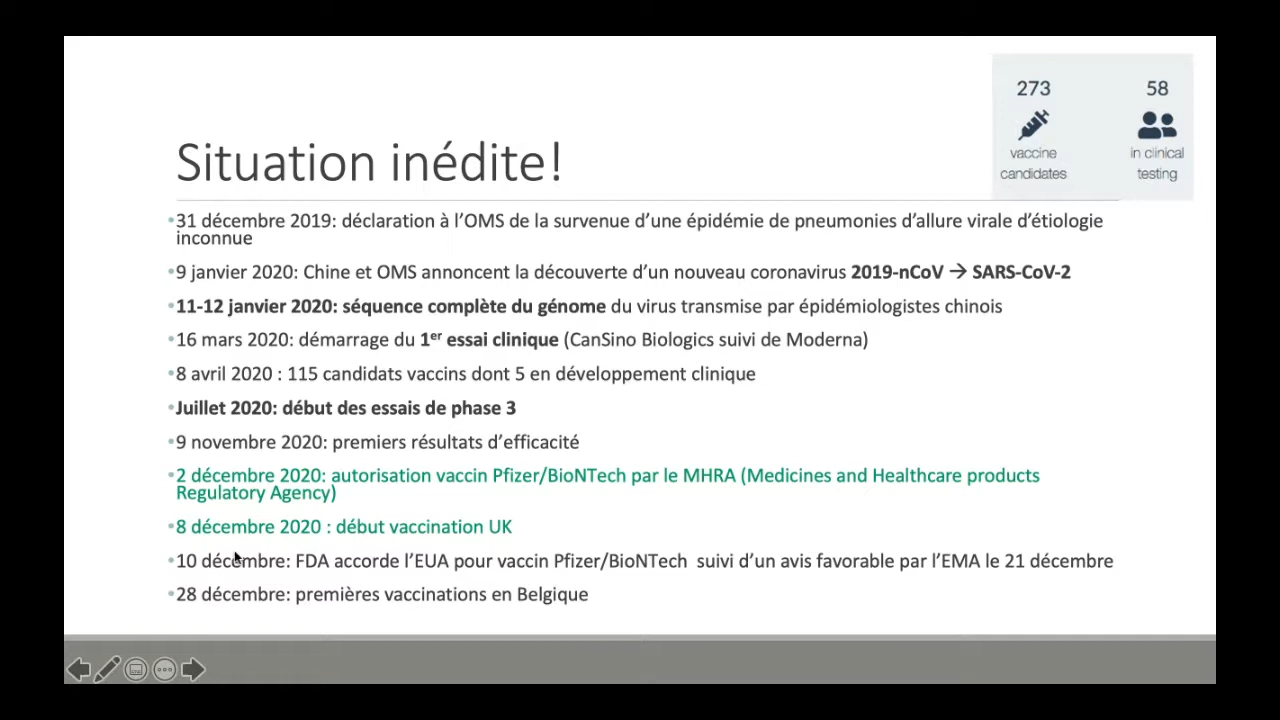 273
58
vaccine
candidates
in clinical
testing
Situation inédite!
•31 décembre 2019: déclaration à l’OMS de la survenue d’une épidémie de pneumonies d’allure virale d’étiologie
inconnue
•9 janvier 2020: Chine et OMS annoncent la découverte d’un nouveau coronavirus 2019-nCoV → SARS-CoV-2
•11-12 janvier 2020: séquence complète du génome du virus transmise par épidémiologistes chinois
•16 mars 2020: démarrage du 1er essai clinique (CanSino Biologics suivi de Moderna)
•8 avril 2020 : 115 candidats vaccins dont 5 en développement clinique
•Juillet 2020: début des essais de phase 3
•9 novembre 2020: premiers résultats d’efficacité
•2 décembre 2020: autorisation vaccin Pfizer/BioNTech par le MHRA (Medicines and Healthcare products
Regulatory Agency)
•8 décembre 2020 : début vaccination UK
•10 décembre: FDA accorde l’EUA pour vaccin Pfizer/BioNTech suivi d’un avis favorable par l’EMA le 21 décembre
•28 décembre: premières vaccinations en Belgique